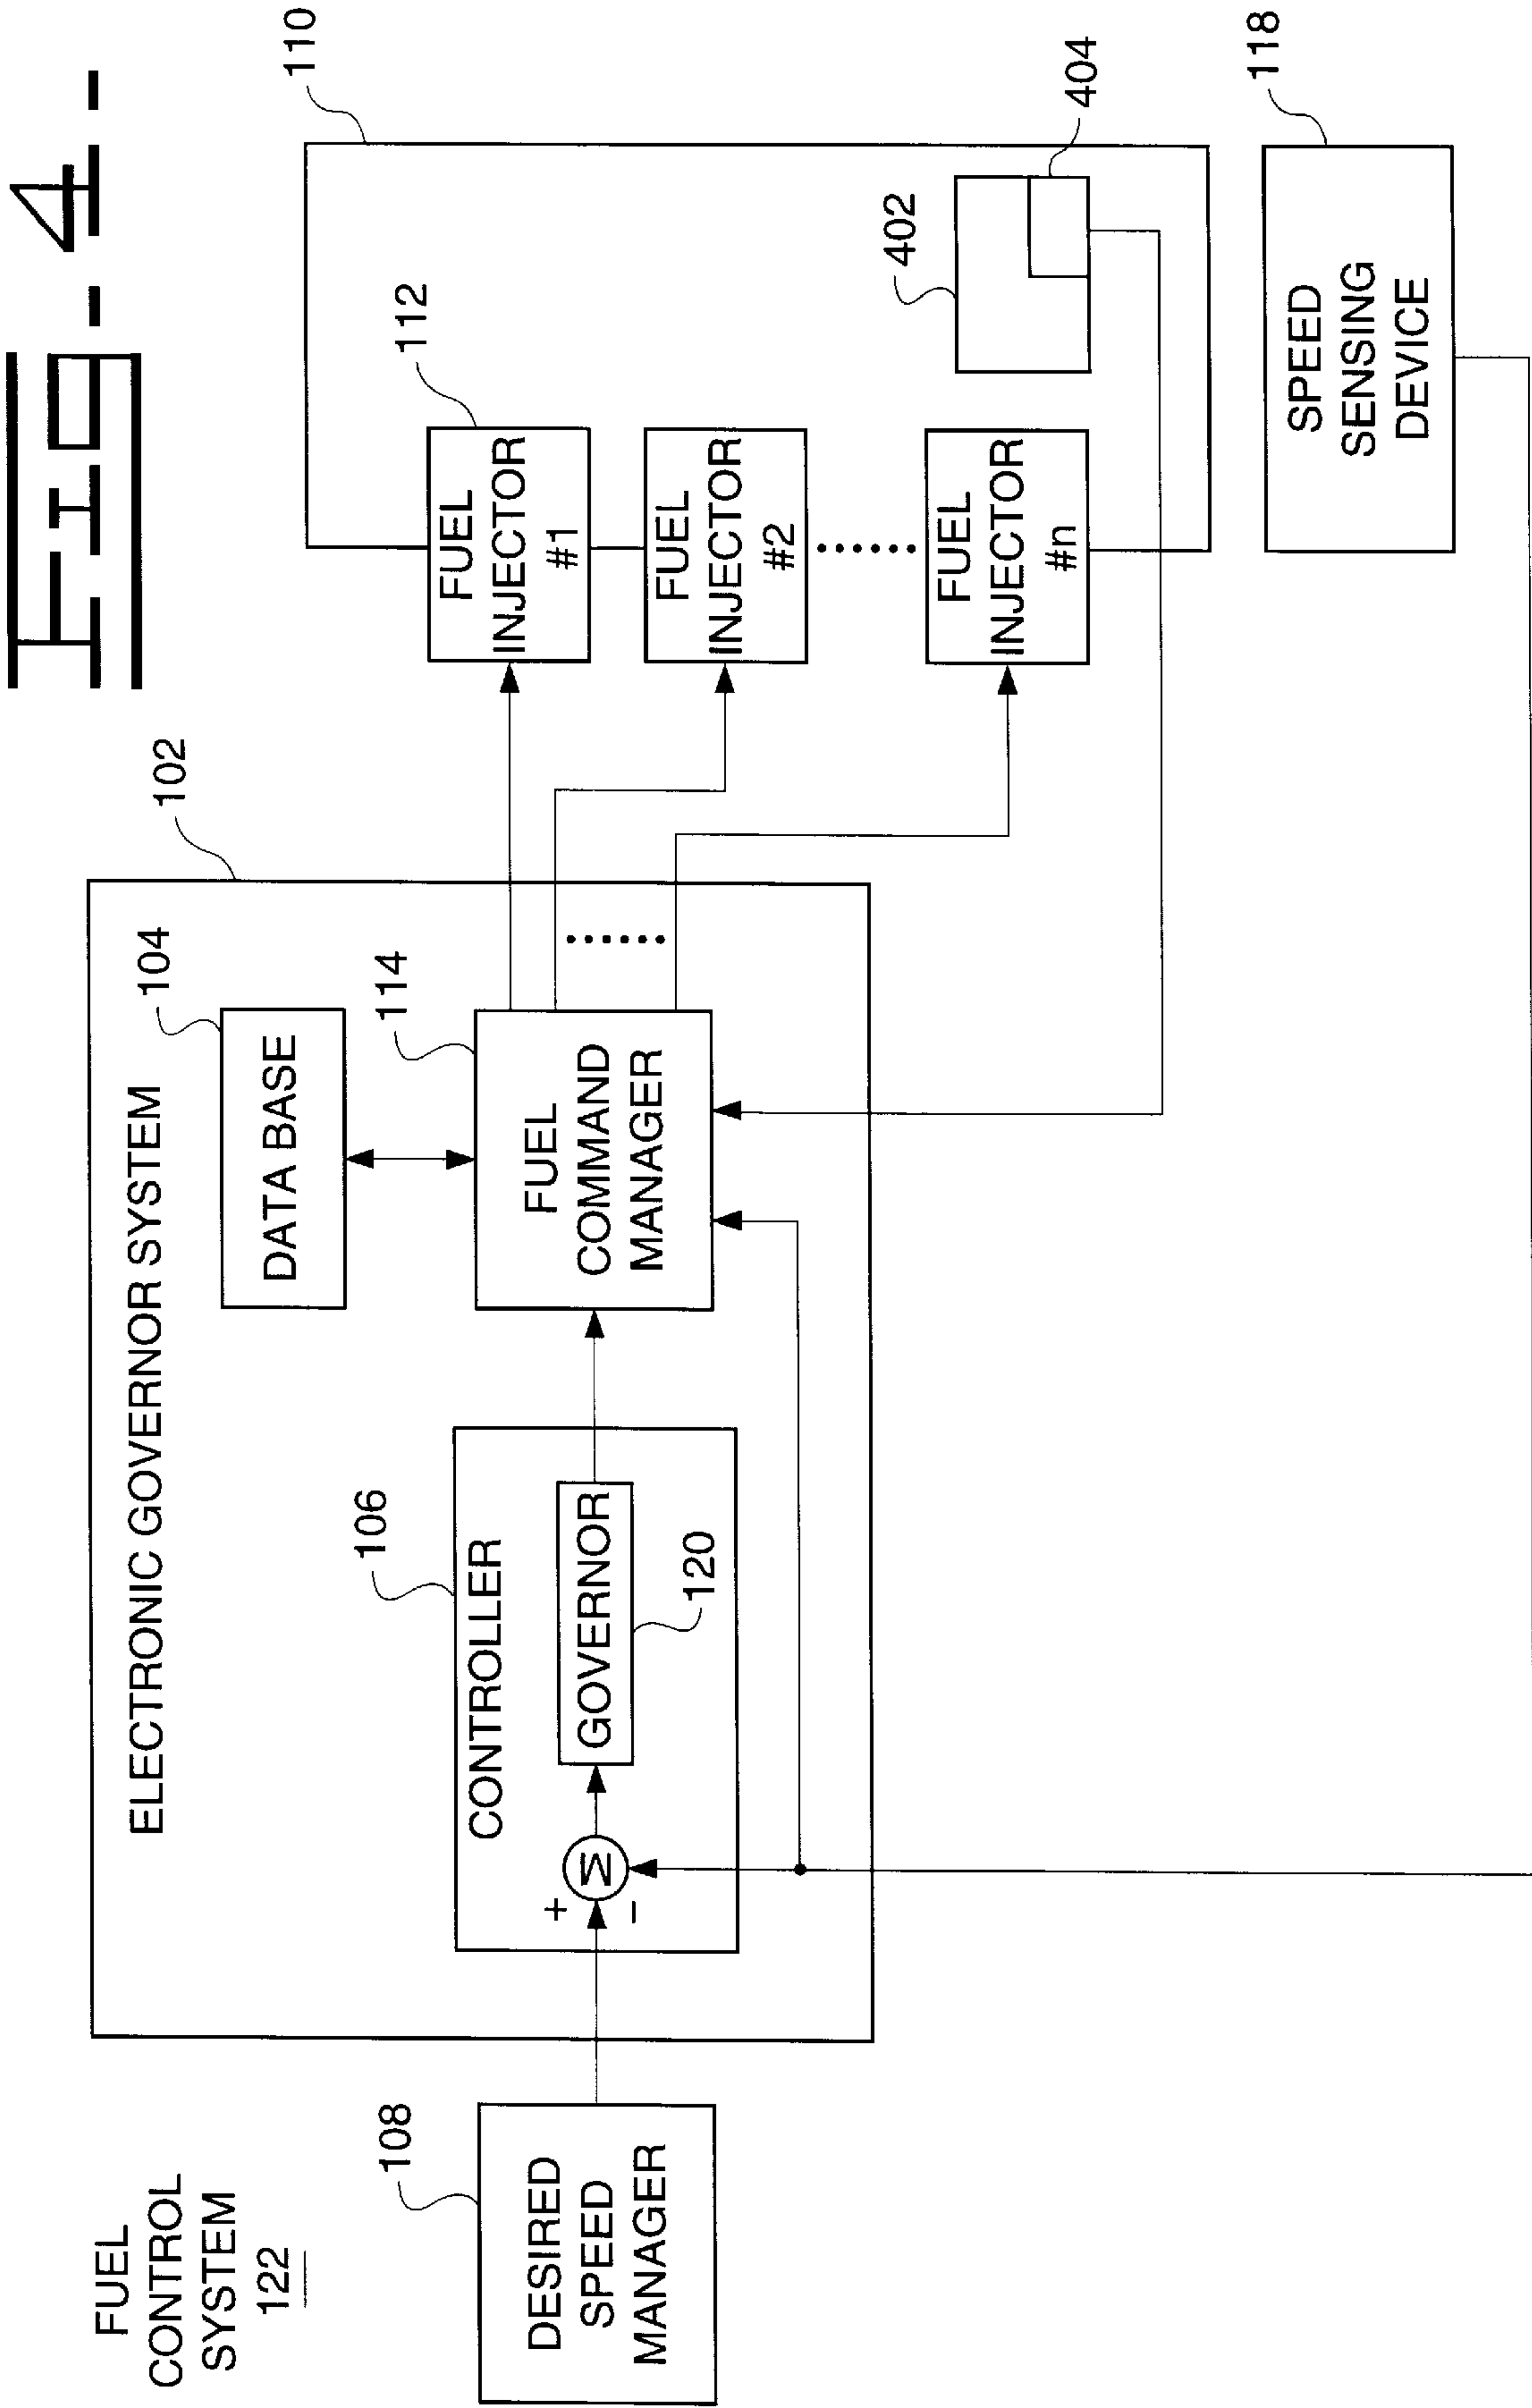 FIG. 4.
FUEL
CONTROL
SYSTEM
122
108
DESIRED
SPEED
MANAGER
102
ELECTRONIC GOVERNOR SYSTEM
106
CONTROLLER
+
Σ
−
GOVERNOR
120
104
DATA BASE
114
FUEL
COMMAND
MANAGER
110
112
FUEL
INJECTOR
#1
FUEL
INJECTOR
#2
FUEL
INJECTOR
#n
402
404
118
SPEED
SENSING
DEVICE